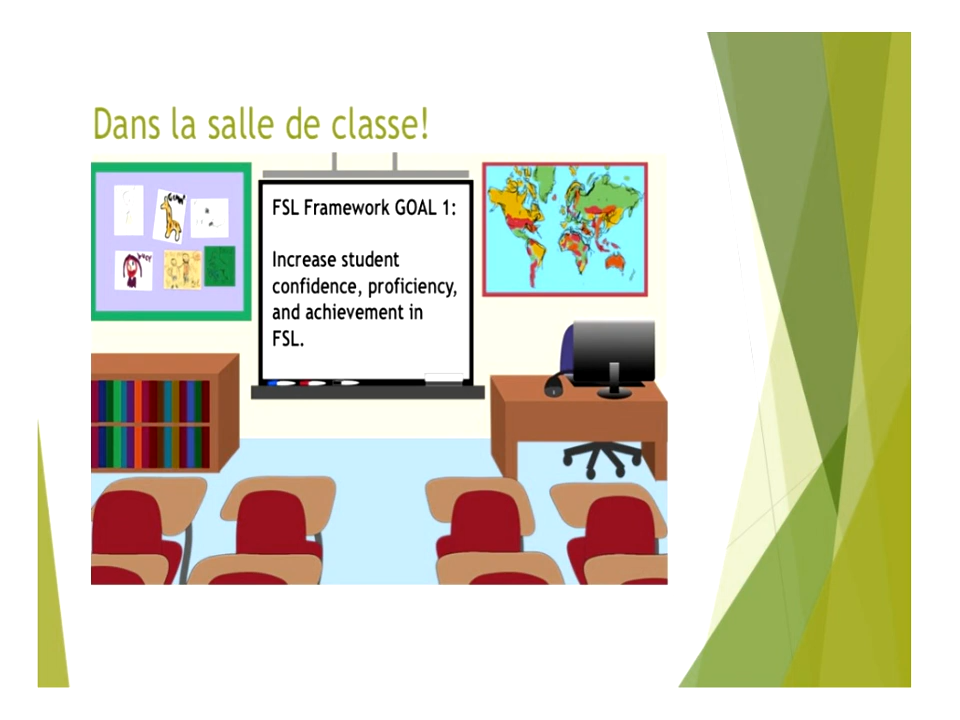 Dans la salle de classe!
FSL Framework GOAL 1:
Increase student
confidence, proficiency,
and achievement in
FSL.